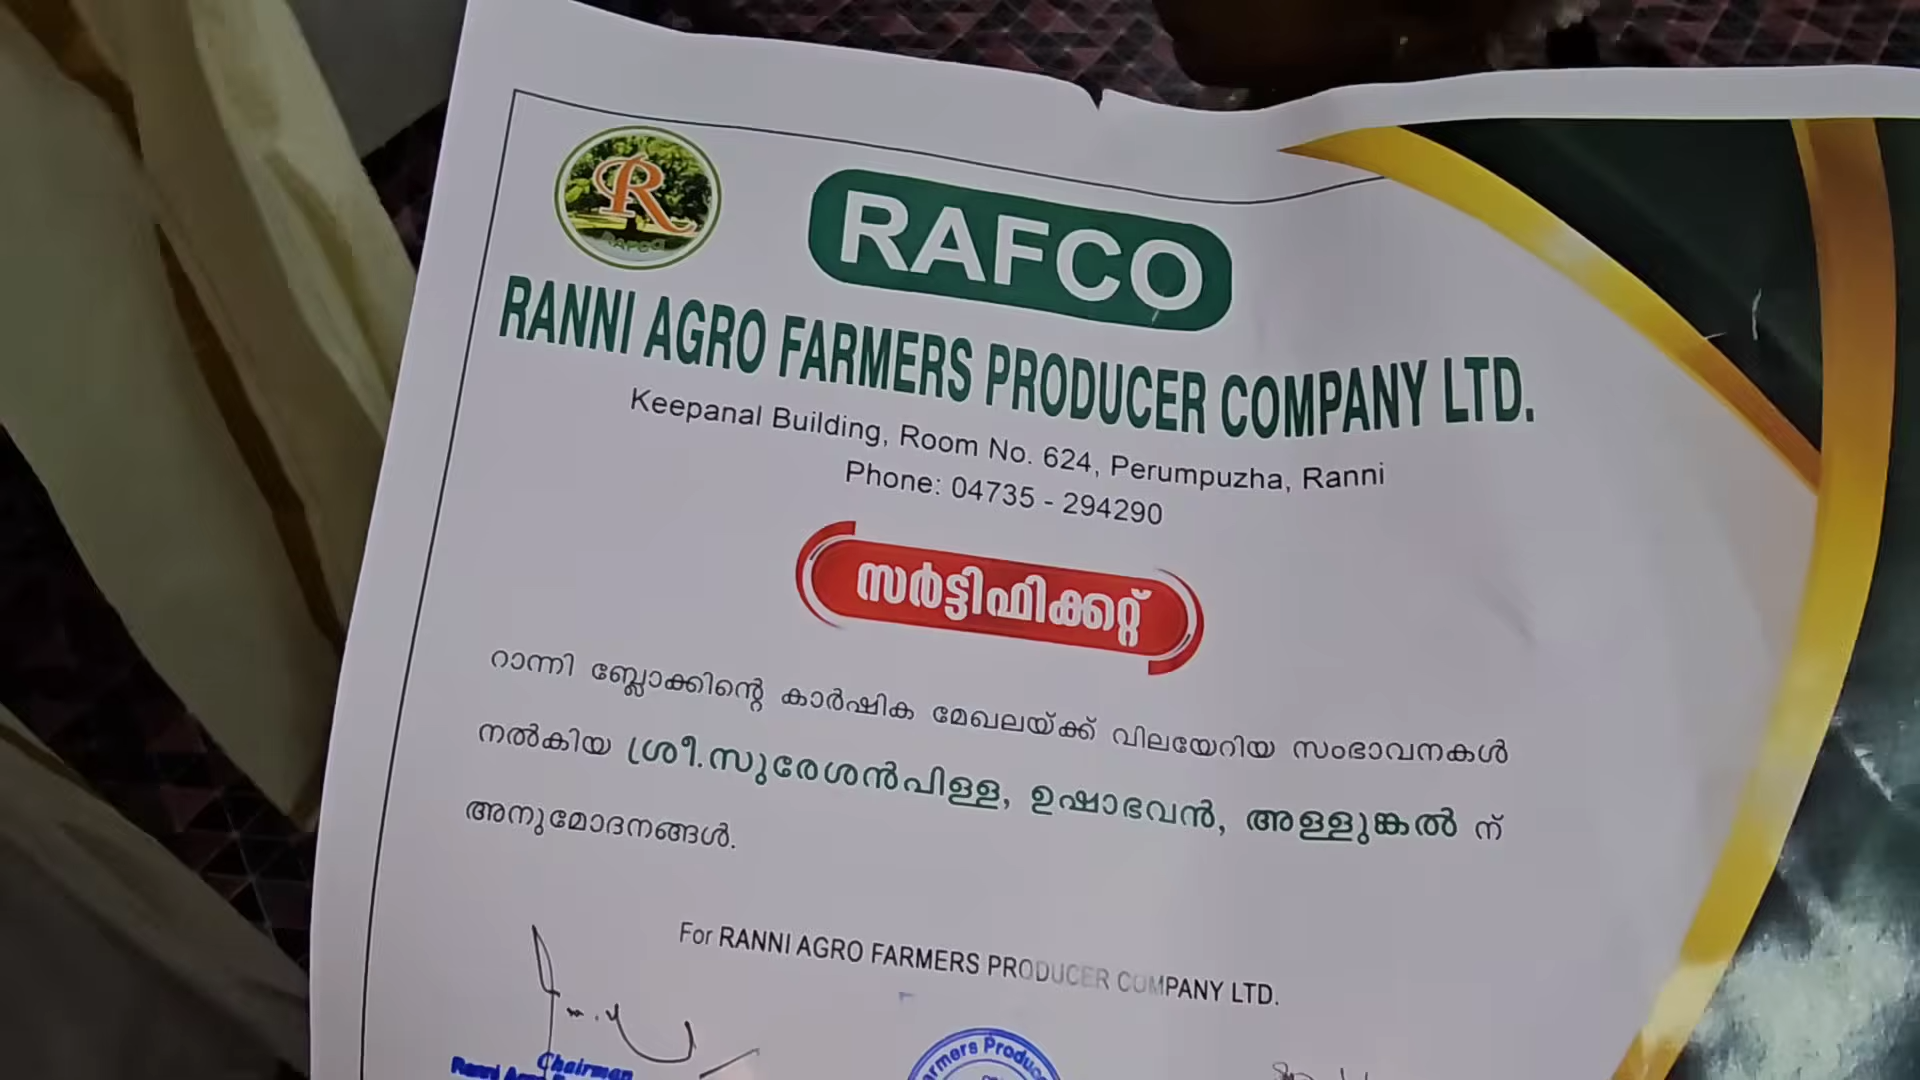 RAFCO
RAFCO
RANNI AGRO FARMERS PRODUCER COMPANY LTD.
Keepanal Building, Room No. 624, Perumpuzha, Ranni
Phone: 04735 - 294290
സർട്ടിഫിക്കറ്റ്
റാന്നി ബ്ലോക്കിന്റെ കാർഷിക മേഖലയ്ക്ക് വിലയേറിയ സംഭാവനകൾ
നൽകിയ ശ്രീ.സുരേശൻപിള്ള, ഉഷാഭവൻ, അള്ളുങ്കൽ ന്
അനുമോദനങ്ങൾ.
For RANNI AGRO FARMERS PRODUCER COMPANY LTD.
Chairman
Ranni